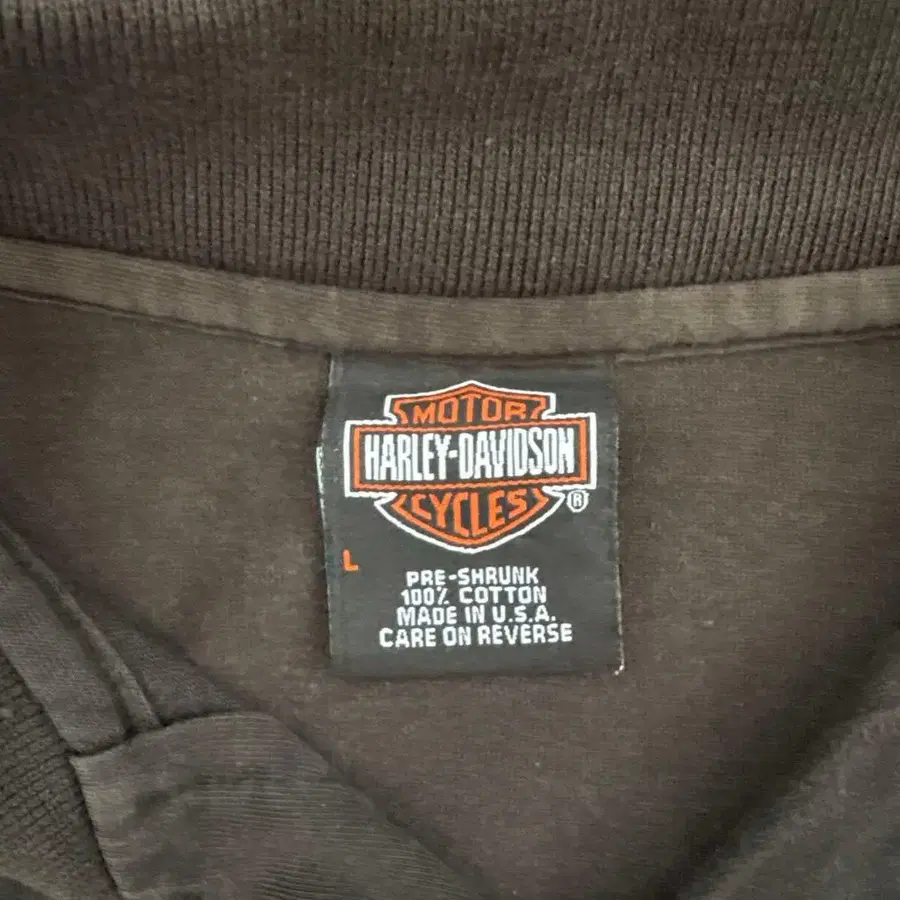 MOTOR
HARLEY-DAVIDSON
CYCLES ®
L
PRE-SHRUNK
100% COTTON
MADE IN U.S.A.
CARE ON REVERSE